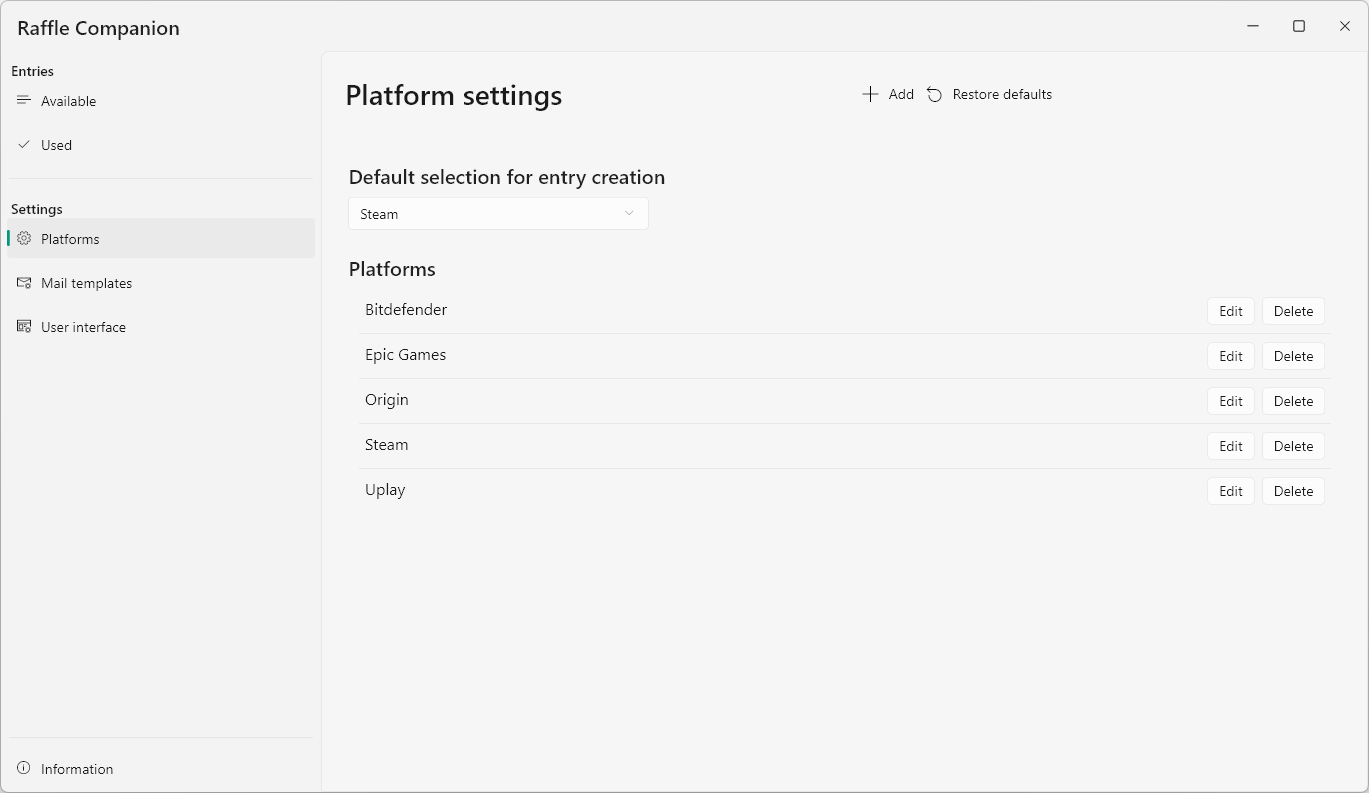 Raffle Companion
Entries
Available
Used
Settings
Platforms
Mail templates
User interface
Information
Platform settings
Add
Restore defaults
Default selection for entry creation
Steam
Platforms
Bitdefender Edit Delete
Epic Games Edit Delete
Origin Edit Delete
Steam Edit Delete
Uplay Edit Delete